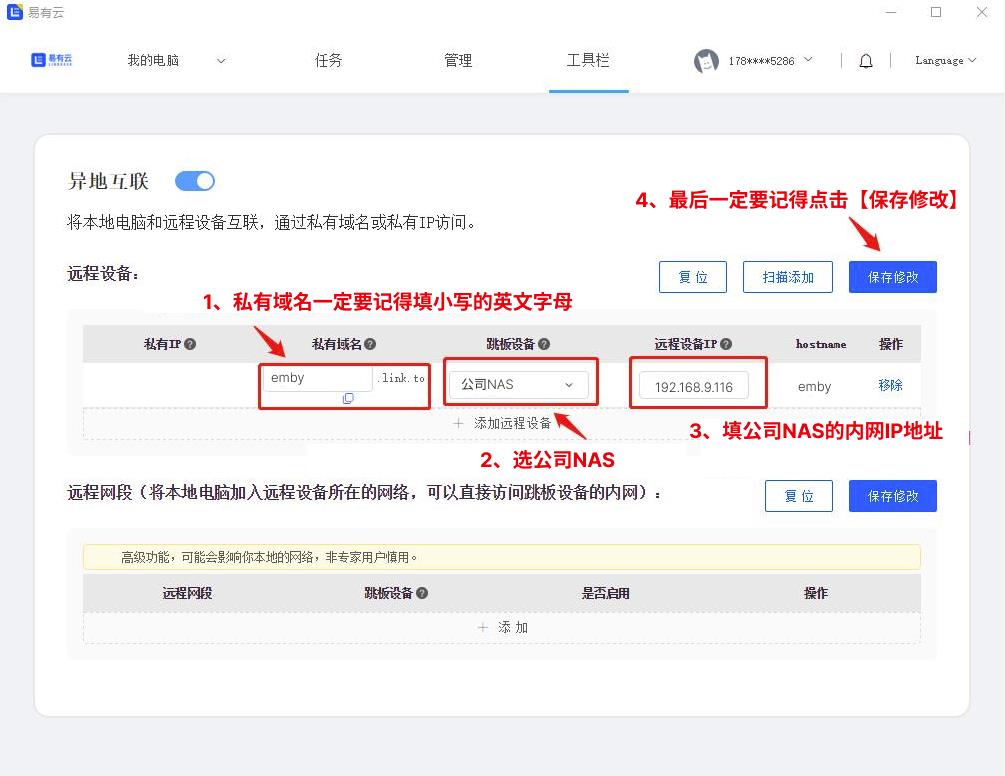 易有云
易有云
我的电脑
任务
管理
工具栏
178****5286
Language
异地互联
4、最后一定要记得点击【保存修改】
将本地电脑和远程设备互联，通过私有域名或私有IP访问。
远程设备：
复 位
扫描添加
保存修改
1、私有域名一定要记得填小写的英文字母
私有IP
私有域名
跳板设备
远程设备IP
hostname
操作
emby
.link.to
公司NAS
192.168.9.116
emby
移除
添加远程设备
3、填公司NAS的内网IP地址
2、选公司NAS
远程网段（将本地电脑加入远程设备所在的网络，可以直接访问跳板设备的内网）：
复 位
保存修改
高级功能，可能会影响你本地的网络，非专家用户慎用。
远程网段
跳板设备
是否启用
操作
添 加